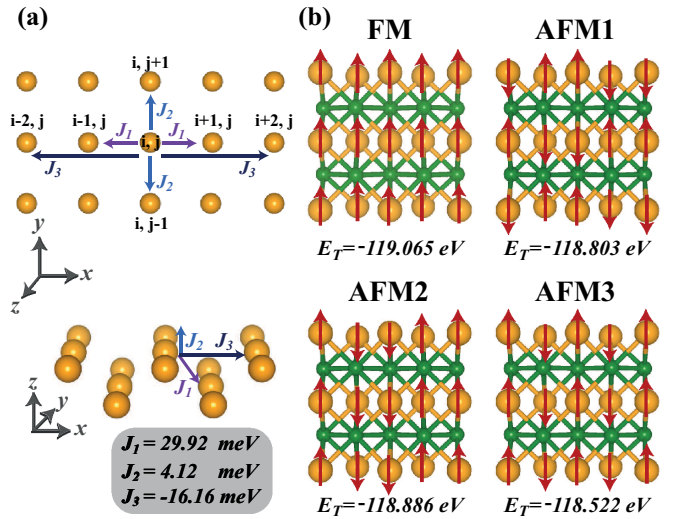 (a)
i, j+1
J₂
i-2, j
i-1, j
J₁
i, j
J₁
i+1, j
i+2, j
J₃
J₃
J₂
i, j-1
y
x
z
J₂
J₃
J₁
z
y
x
J₁ = 29.92 meV
J₂ = 4.12 meV
J₃ = -16.16 meV
(b)
FM
AFM1
E_T=-119.065 eV
E_T=-118.803 eV
AFM2
AFM3
E_T=-118.886 eV
E_T=-118.522 eV